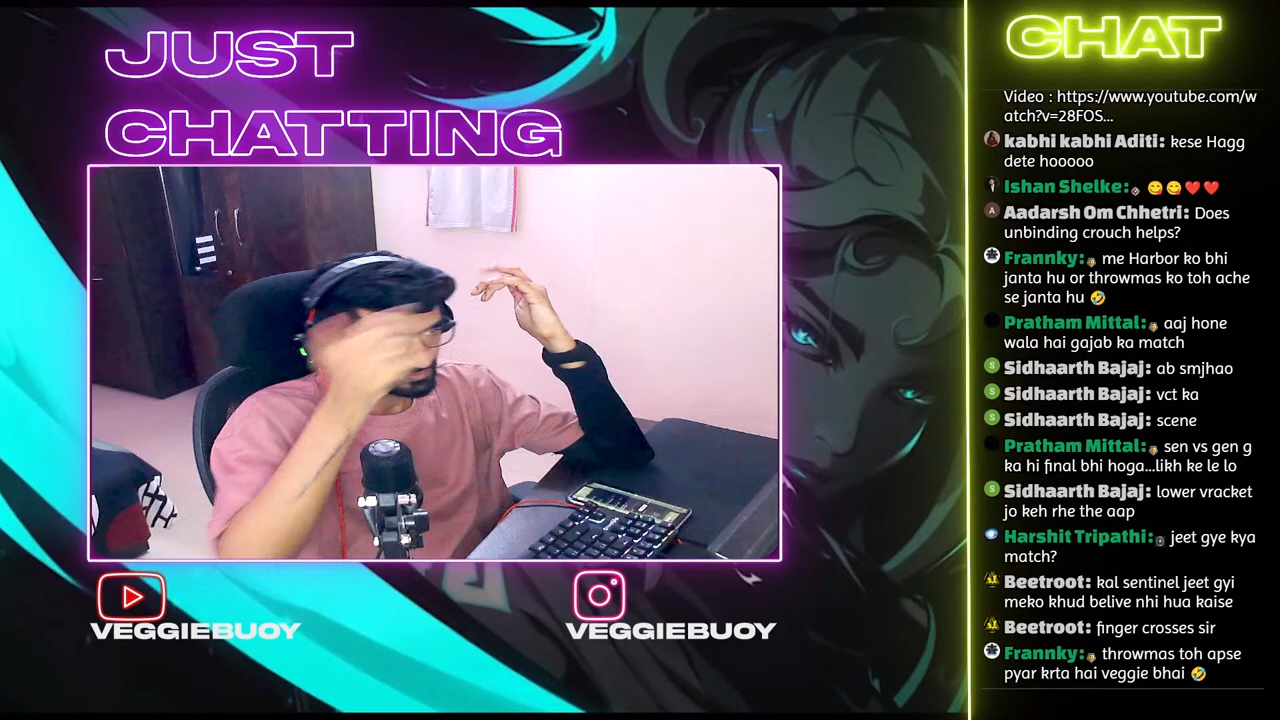 JUST
CHATTING
VEGGIEBUOY
VEGGIEBUOY
CHAT
Video : https://www.youtube.com/w
atch?v=28FOS...
kabhi kabhi Aditi: kese Hagg
dete hooooo
Ishan Shelke: 😋😋❤️❤️
Aadarsh Om Chhetri: Does
unbinding crouch helps?
Frannky: me Harbor ko bhi
janta hu or throwmas ko toh ache
se janta hu 🤣
Pratham Mittal: aaj hone
wala hai gajab ka match
Sidhaarth Bajaj: ab smjhao
Sidhaarth Bajaj: vct ka
Sidhaarth Bajaj: scene
Pratham Mittal: sen vs gen g
ka hi final bhi hoga...likh ke le lo
Sidhaarth Bajaj: lower vracket
jo keh rhe the aap
Harshit Tripathi: jeet gye kya
match?
Beetroot: kal sentinel jeet gyi
meko khud belive nhi hua kaise
Beetroot: finger crosses sir
Frannky: throwmas toh apse
pyar krta hai veggie bhai 🤣